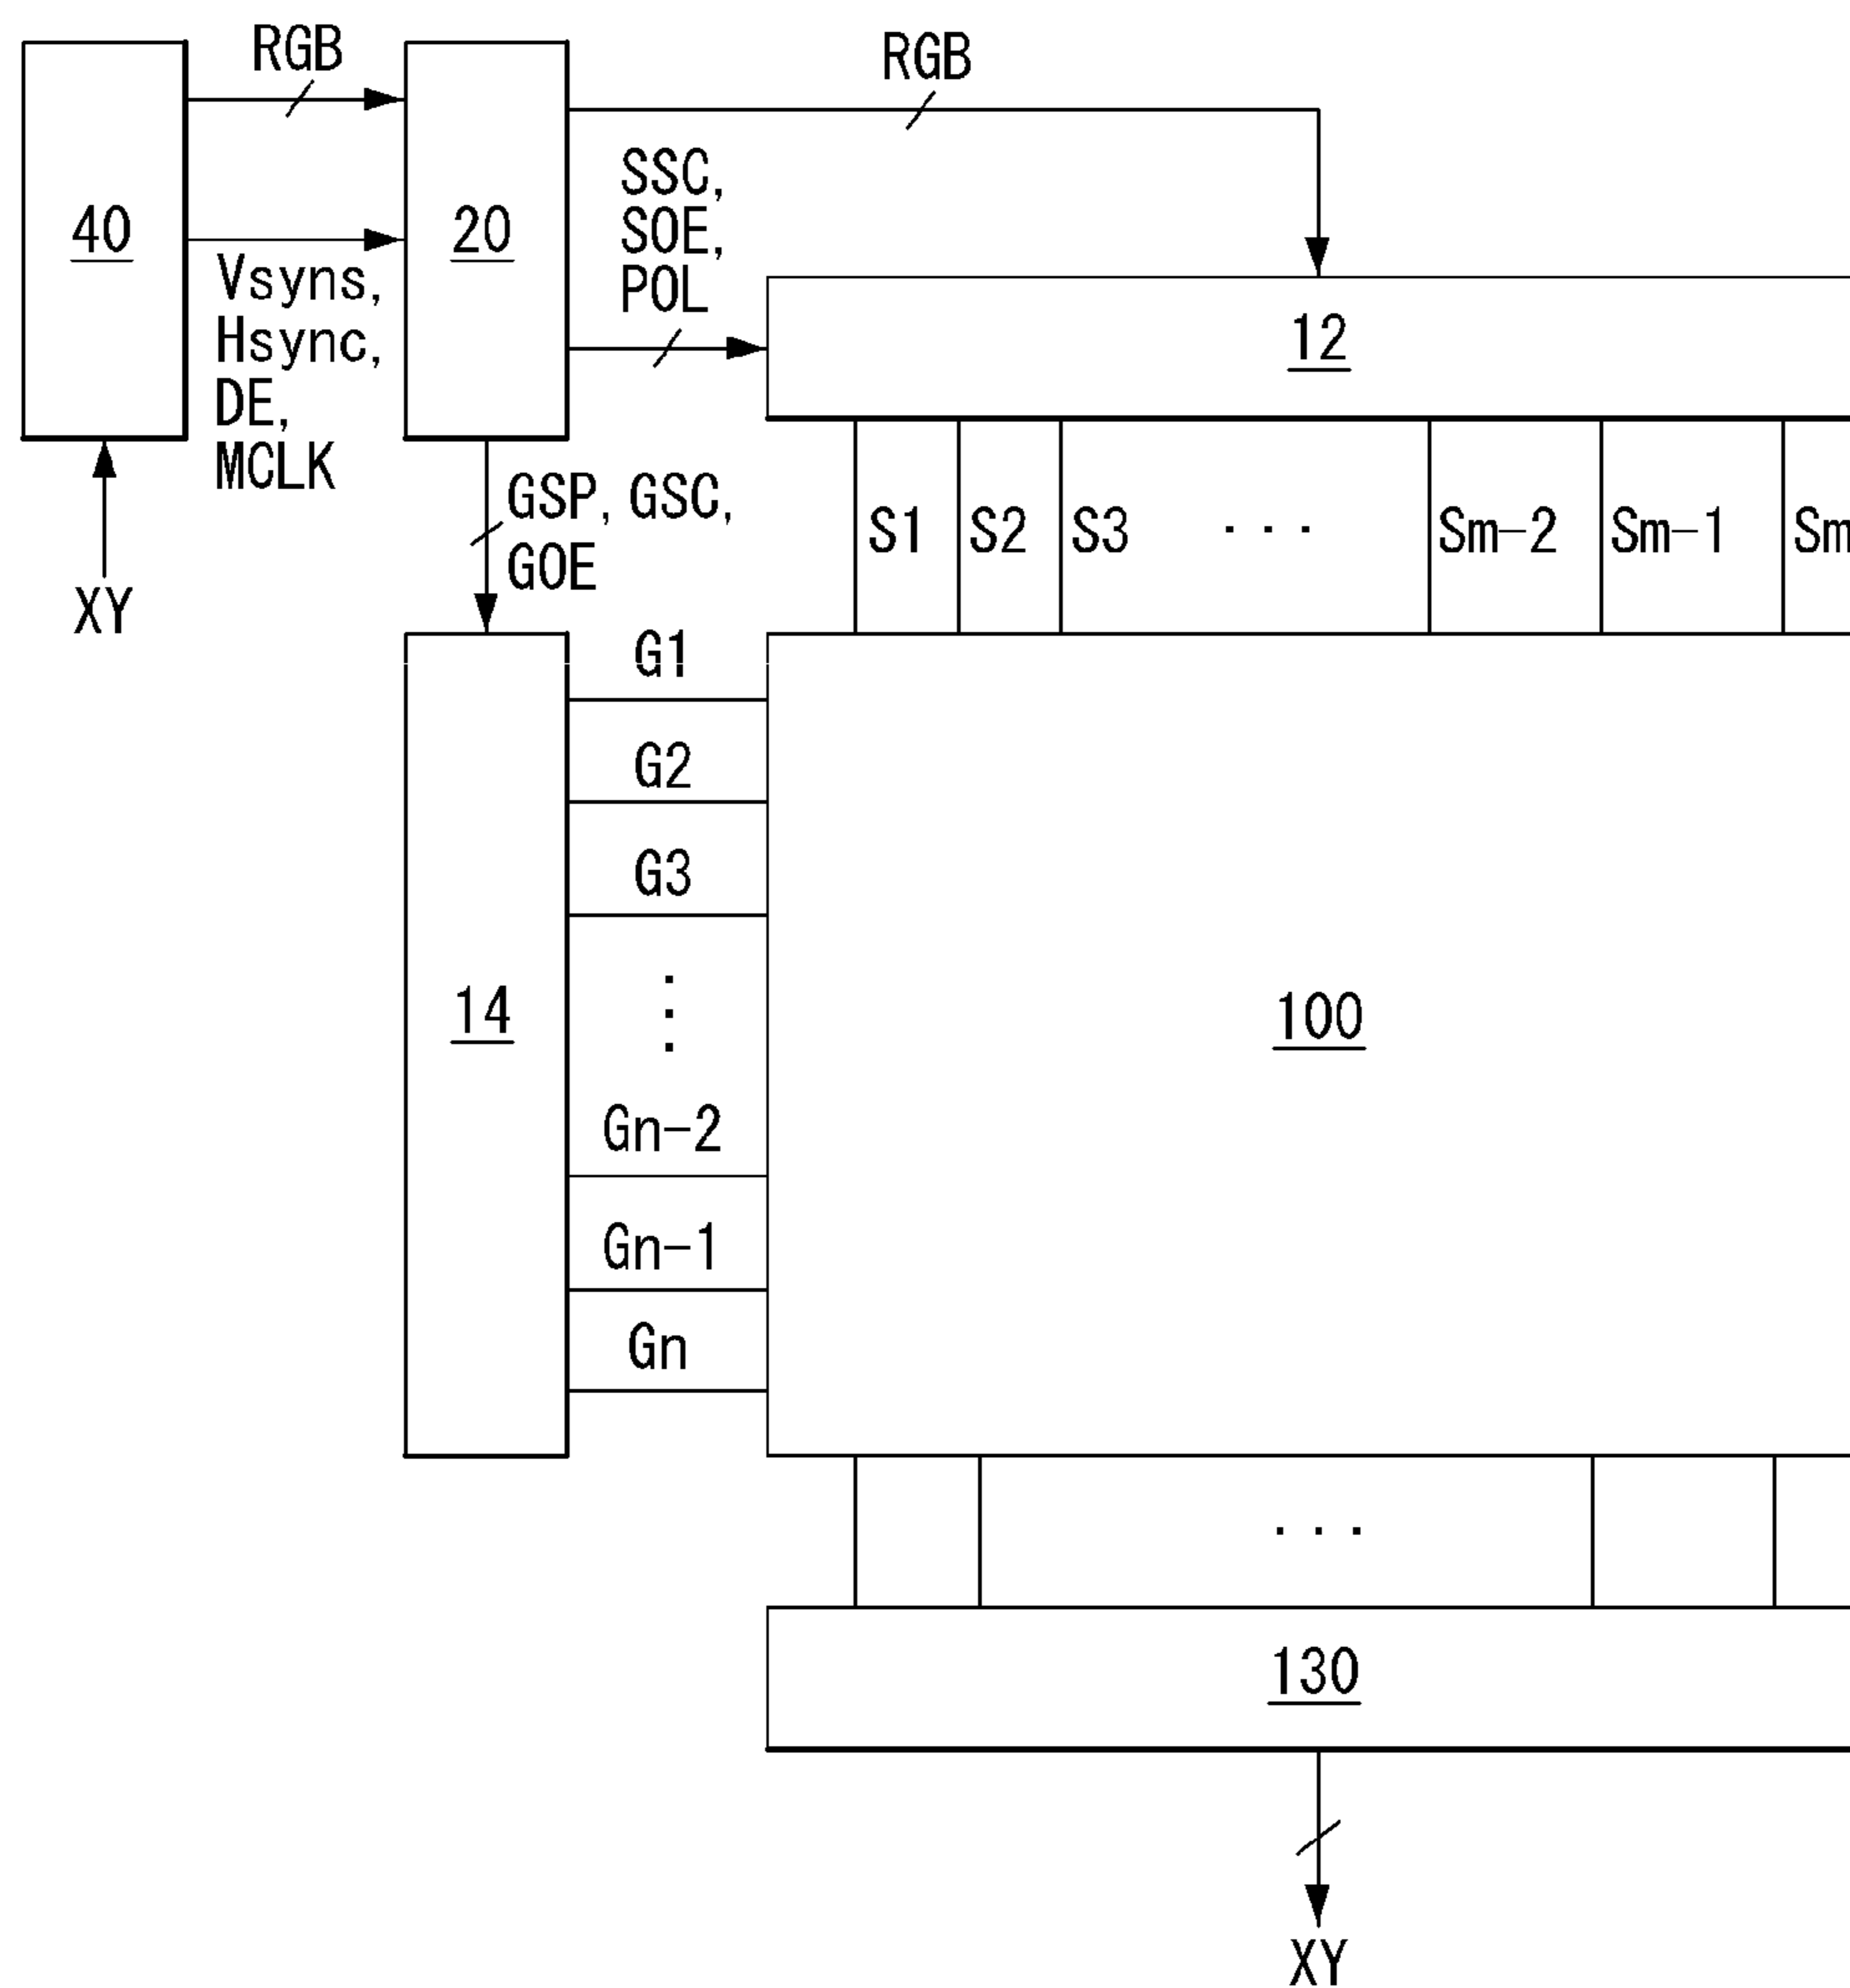 RGB
RGB
40
20
SSC,
SOE,
POL
Vsyns,
Hsync,
DE,
MCLK
12
XY
GSP, GSC,
GOE
S1 S2 S3 ··· Sm-2 Sm-1 Sm
G1
G2
G3
14
100
Gn-2
Gn-1
Gn
···
130
XY